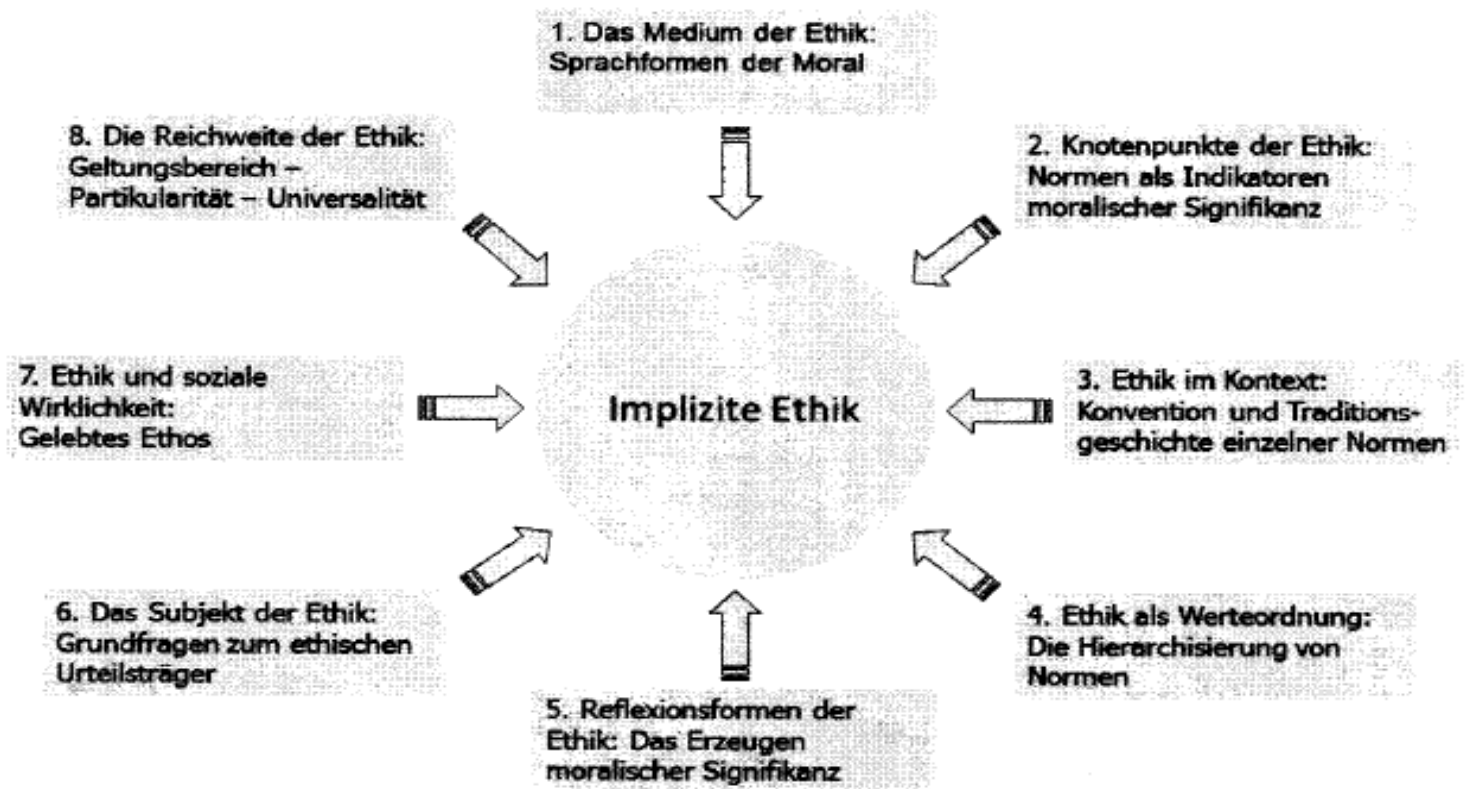 1. Das Medium der Ethik:
Sprachformen der Moral
2. Knotenpunkte der Ethik:
Normen als Indikatoren
moralischer Signifikanz
3. Ethik im Kontext:
Konvention und Traditions-
geschichte einzelner Normen
4. Ethik als Werteordnung:
Die Hierarchisierung von
Normen
5. Reflexionsformen der
Ethik: Das Erzeugen
moralischer Signifikanz
6. Das Subjekt der Ethik:
Grundfragen zum ethischen
Urteilsträger
7. Ethik und soziale
Wirklichkeit:
Gelebtes Ethos
8. Die Reichweite der Ethik:
Geltungsbereich –
Partikularität – Universalität
Implizite Ethik